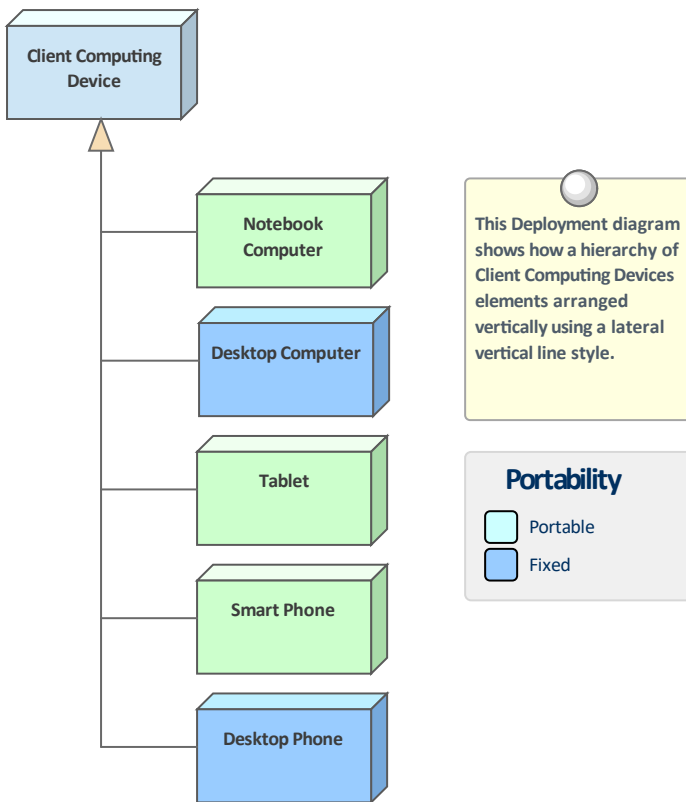 Client Computing
Device
Notebook
Computer
Desktop Computer
Tablet
Smart Phone
Desktop Phone
This Deployment diagram
shows how a hierarchy of
Client Computing Devices
elements arranged
vertically using a lateral
vertical line style.
Portability
Portable
Fixed